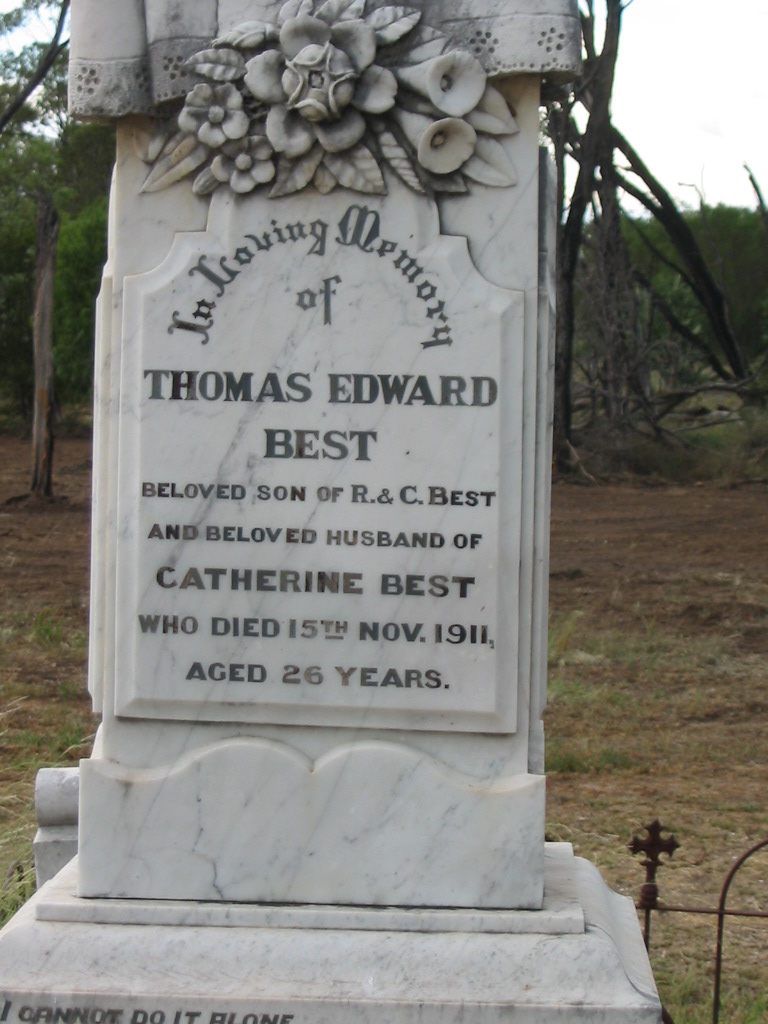 In Loving Memory
of
THOMAS EDWARD
BEST
BELOVED SON OF R. & C. BEST
AND BELOVED HUSBAND OF
CATHERINE BEST
WHO DIED 15TH NOV. 1911,
AGED 26 YEARS.
I CANNOT DO IT ALONE